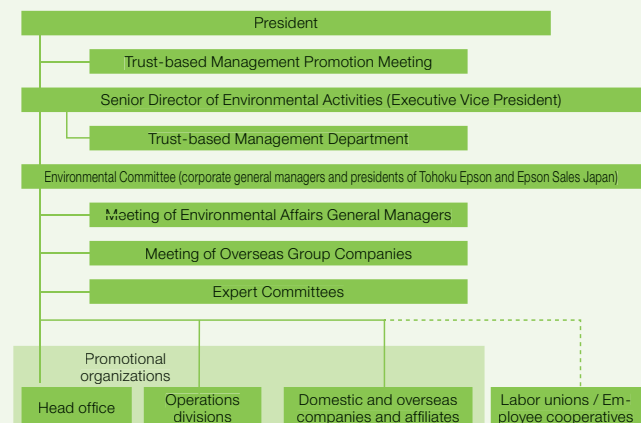 President
Trust-based Management Promotion Meeting
Senior Director of Environmental Activities (Executive Vice President)
Trust-based Management Department
Environmental Committee (corporate general managers and presidents of Tohoku Epson and Epson Sales Japan)
Meeting of Environmental Affairs General Managers
Meeting of Overseas Group Companies
Expert Committees
Promotional
organizations
Head office
Operations
divisions
Domestic and overseas
companies and affiliates
Labor unions / Em-
ployee cooperatives